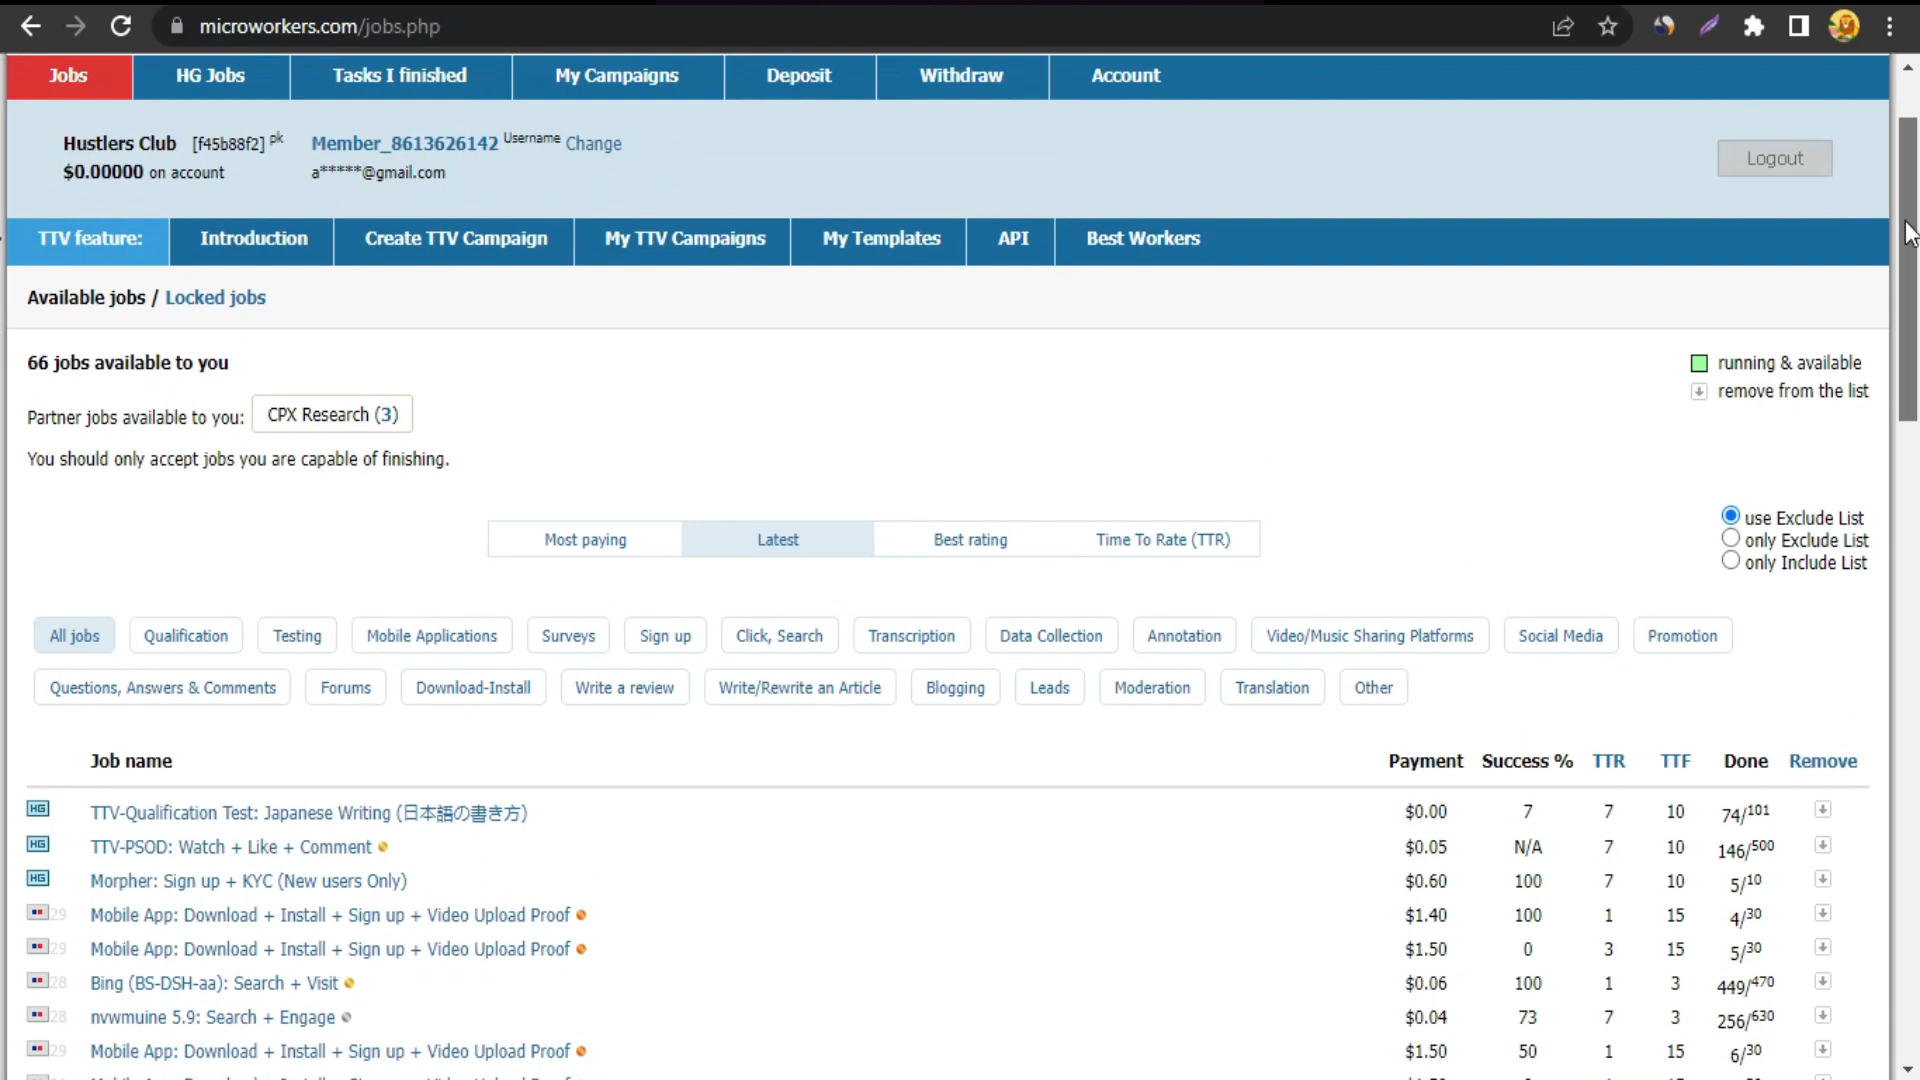 microworkers.com/jobs.php
Jobs HG Jobs Tasks I finished My Campaigns Deposit Withdraw Account
Hustlers Club [f45b88f2] pk Member_8613626142 Username Change
$0.00000 on account a*****@gmail.com
Logout
TTV feature: Introduction Create TTV Campaign My TTV Campaigns My Templates API Best Workers
Available jobs / Locked jobs
66 jobs available to you
running & available
remove from the list
Partner jobs available to you: CPX Research (3)
You should only accept jobs you are capable of finishing.
use Exclude List
only Exclude List
only Include List
Most paying Latest Best rating Time To Rate (TTR)
All jobs Qualification Testing Mobile Applications Surveys Sign up Click, Search Transcription Data Collection Annotation Video/Music Sharing Platforms Social Media Promotion
Questions, Answers & Comments Forums Download-Install Write a review Write/Rewrite an Article Blogging Leads Moderation Translation Other
Job name Payment Success % TTR TTF Done Remove
HG TTV-Qualification Test: Japanese Writing (日本語の書き方) $0.00 7 7 10 74/101
HG TTV-PSOD: Watch + Like + Comment $0.05 N/A 7 10 146/500
HG Morpher: Sign up + KYC (New users Only) $0.60 100 7 10 5/10
29 Mobile App: Download + Install + Sign up + Video Upload Proof $1.40 100 1 15 4/30
29 Mobile App: Download + Install + Sign up + Video Upload Proof $1.50 0 3 15 5/30
28 Bing (BS-DSH-aa): Search + Visit $0.06 100 1 3 449/470
28 nvwmuine 5.9: Search + Engage $0.04 73 7 3 256/630
29 Mobile App: Download + Install + Sign up + Video Upload Proof $1.50 50 1 15 6/30